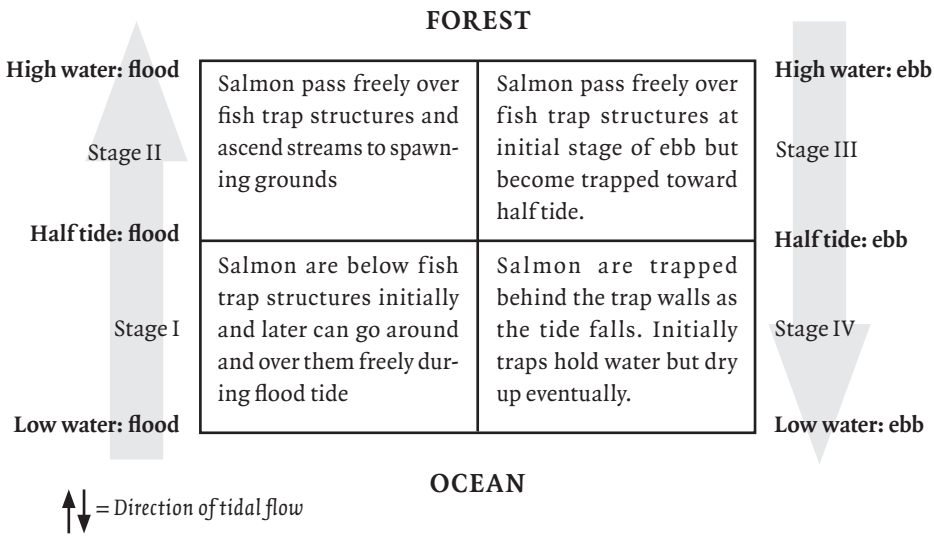 FOREST
High water: flood
Stage II
Half tide: flood
Stage I
Low water: flood
Salmon pass freely over
fish trap structures and
ascend streams to spawn-
ing grounds
Salmon pass freely over
fish trap structures at
initial stage of ebb but
become trapped toward
half tide.
Salmon are below fish
trap structures initially
and later can go around
and over them freely dur-
ing flood tide
Salmon are trapped
behind the trap walls as
the tide falls. Initially
traps hold water but dry
up eventually.
High water: ebb
Stage III
Half tide: ebb
Stage IV
Low water: ebb
OCEAN
= Direction of tidal flow